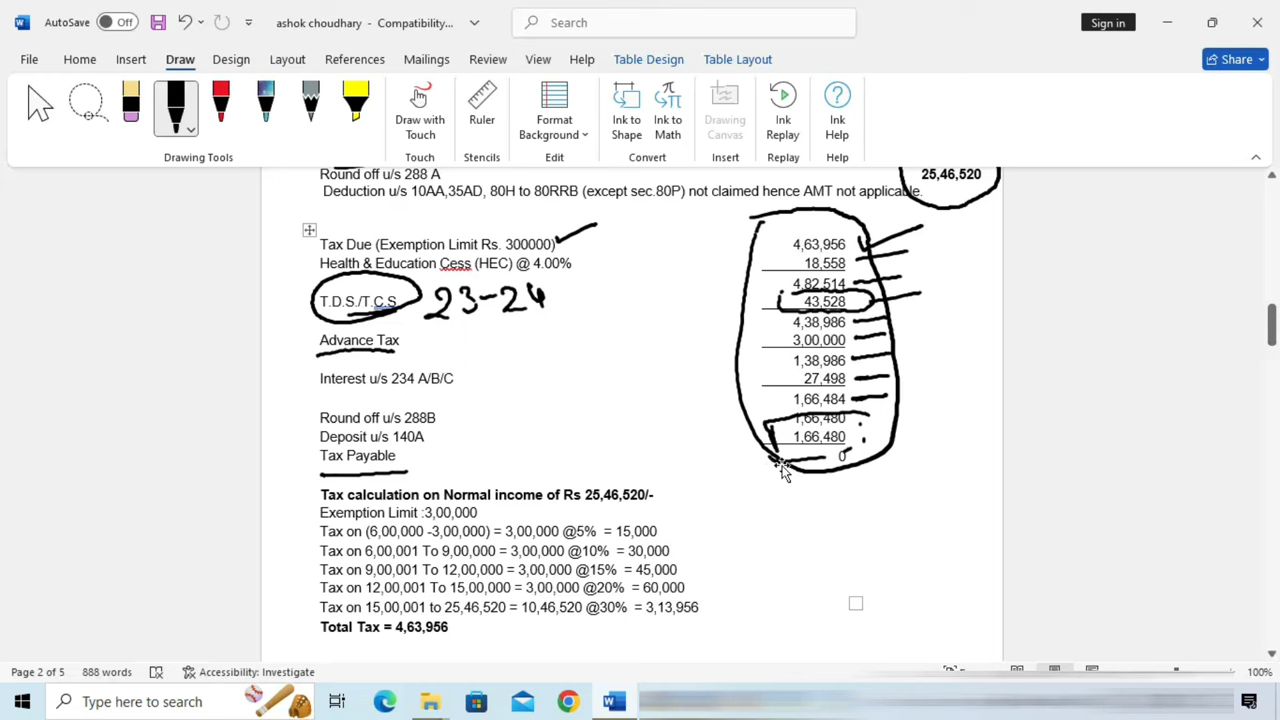 AutoSave Off ashok choudhary - Compatibility... Search Sign in
File Home Insert Draw Design Layout References Mailings Review View Help Table Design Table Layout Share
Draw with Touch Ruler Format Background Ink to Shape Ink to Math Drawing Canvas Ink Replay Ink Help
Drawing Tools Touch Stencils Edit Convert Insert Replay Help
Round off u/s 288 A 25,46,520
Deduction u/s 10AA,35AD, 80H to 80RRB (except sec.80P) not claimed hence AMT not applicable.
Tax Due (Exemption Limit Rs. 300000) 4,63,956
Health & Education Cess (HEC) @ 4.00% 18,558
4,82,514
T.D.S./T.C.S 23-24 43,528
4,38,986
Advance Tax 3,00,000
1,38,986
Interest u/s 234 A/B/C 27,498
1,66,484
Round off u/s 288B 1,66,480
Deposit u/s 140A 1,66,480
Tax Payable 0
Tax calculation on Normal income of Rs 25,46,520/-
Exemption Limit :3,00,000
Tax on (6,00,000 -3,00,000) = 3,00,000 @5% = 15,000
Tax on 6,00,001 To 9,00,000 = 3,00,000 @10% = 30,000
Tax on 9,00,001 To 12,00,000 = 3,00,000 @15% = 45,000
Tax on 12,00,001 To 15,00,000 = 3,00,000 @20% = 60,000
Tax on 15,00,001 to 25,46,520 = 10,46,520 @30% = 3,13,956
Total Tax = 4,63,956
Page 2 of 5 888 words Accessibility: Investigate 100%
Type here to search